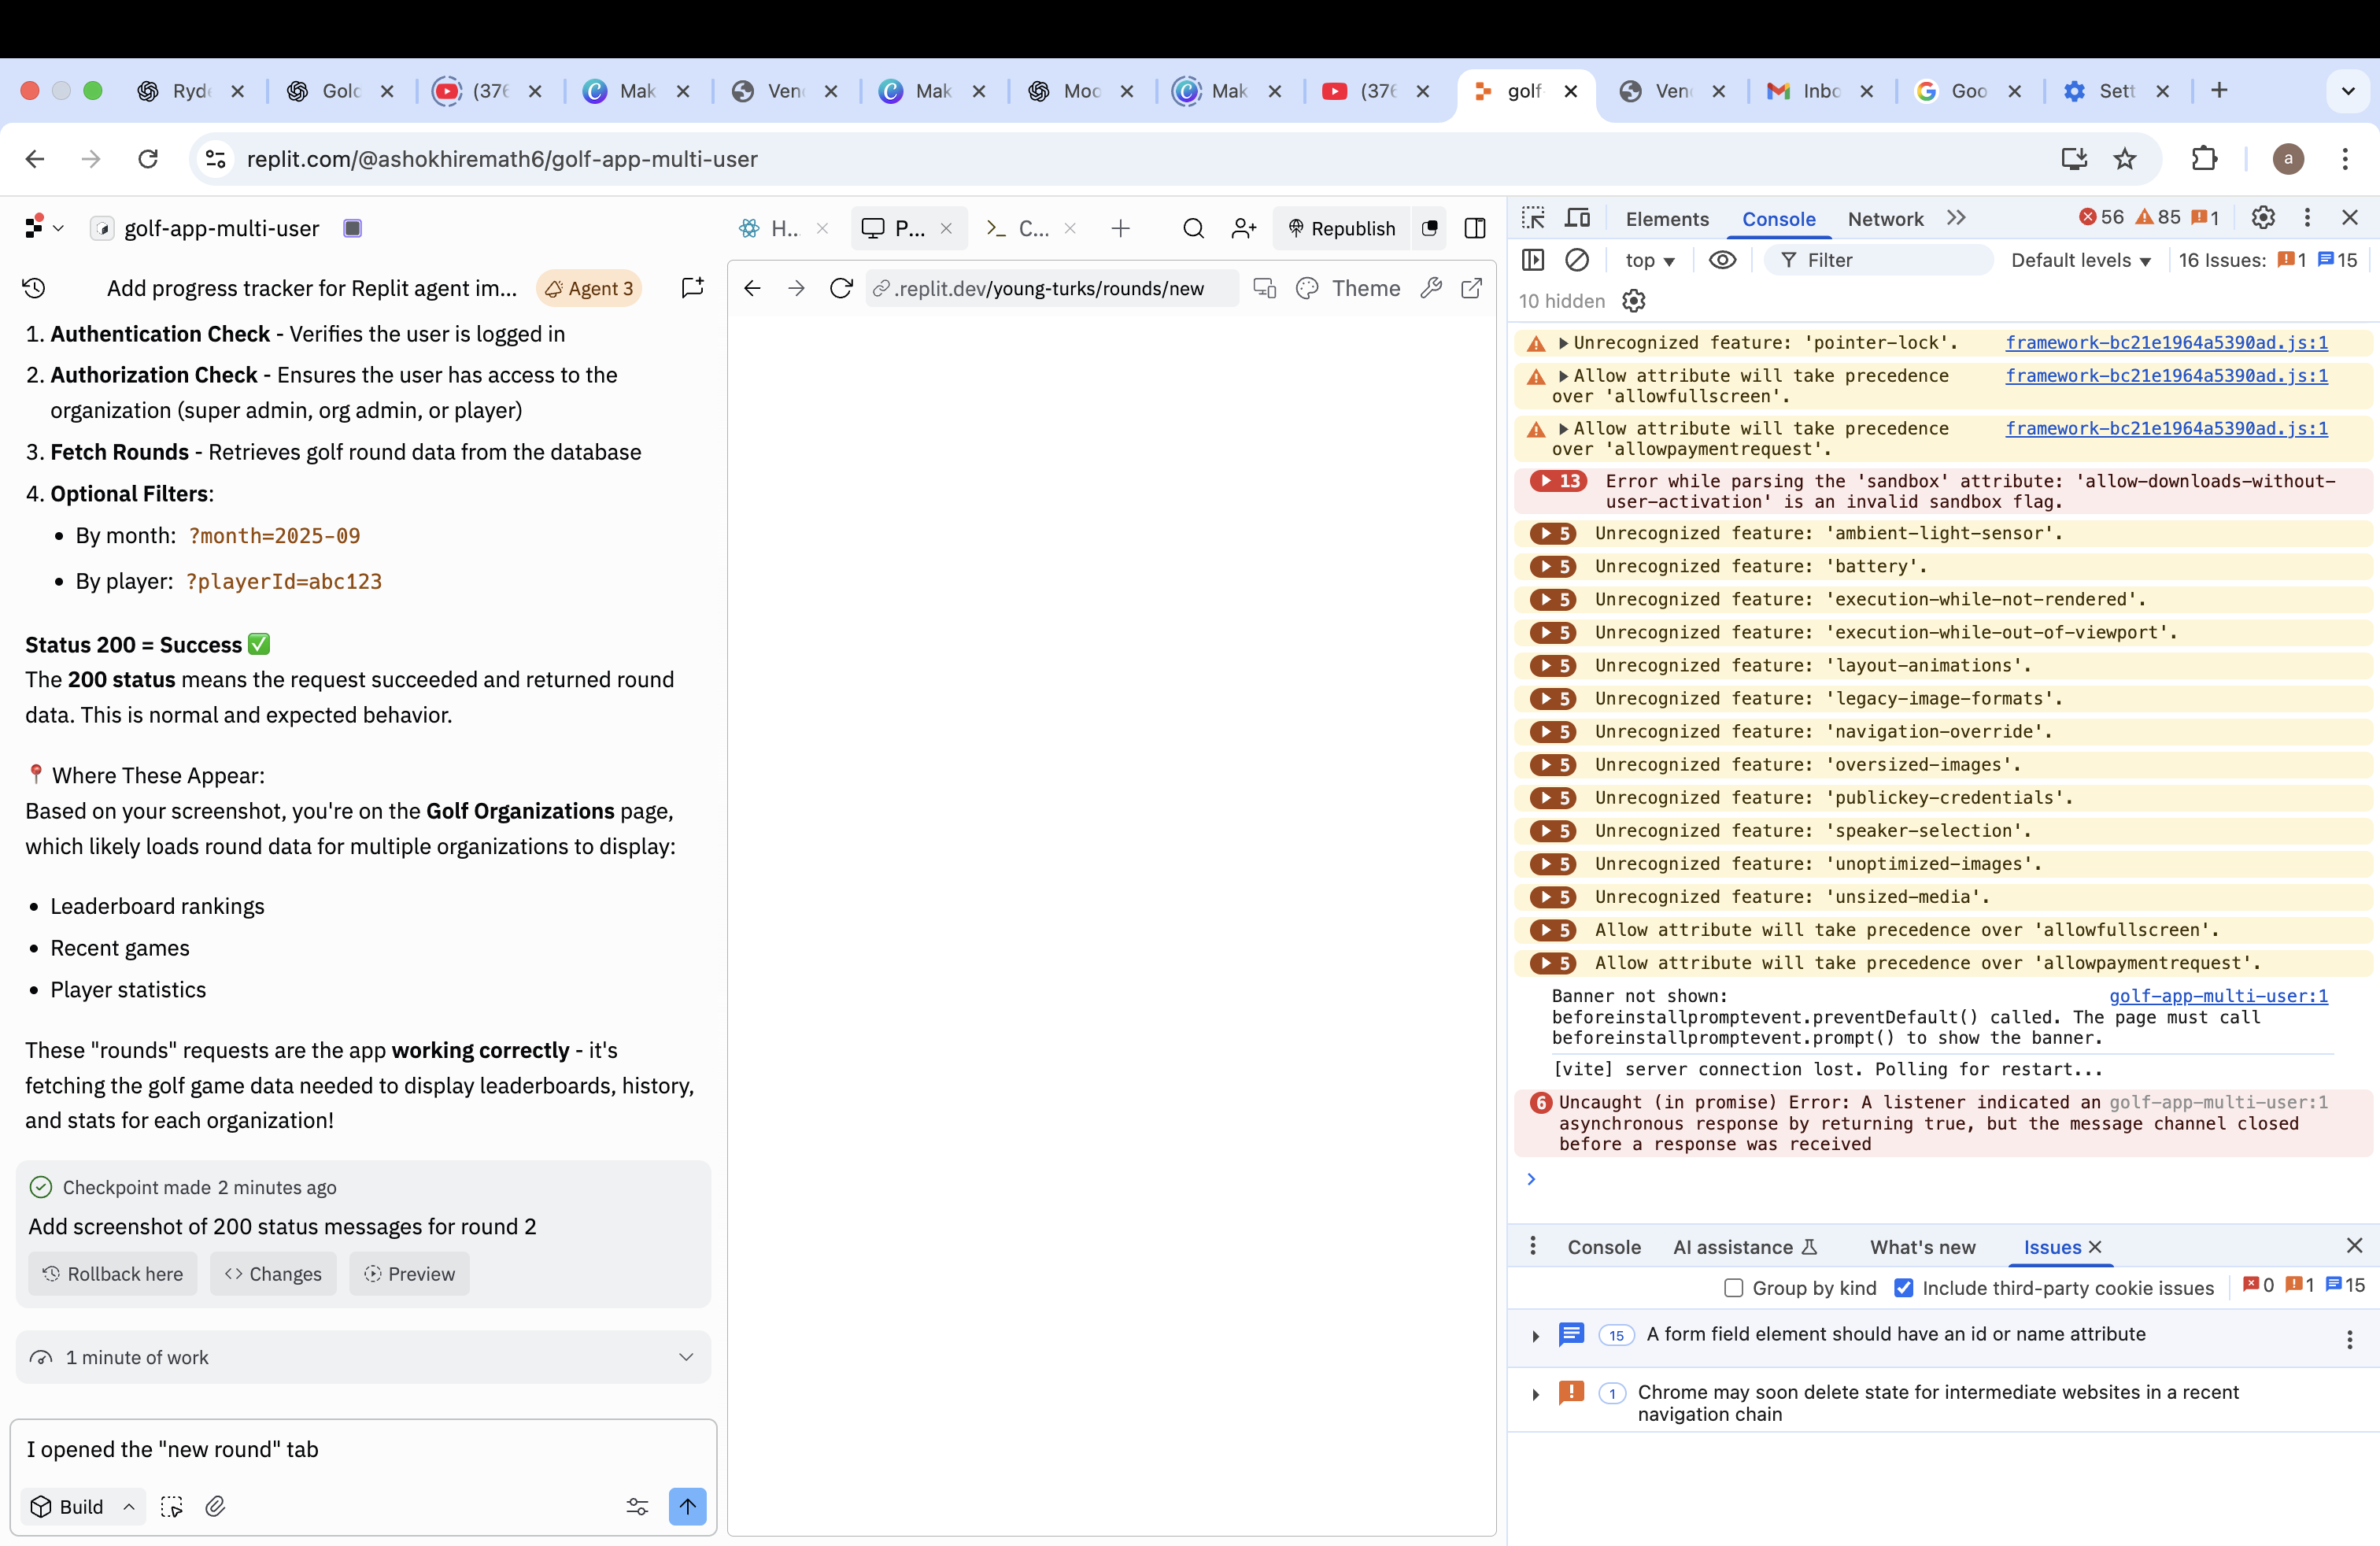 Ryde
Golc
(376
Mak
Ven
Mak
Moc
Mak
(376
golf-
Ven
Inbo
Goo
Sett
replit.com/@ashokhiremath6/golf-app-multi-user
a
golf-app-multi-user
H...
P...
C...
Republish
Add progress tracker for Replit agent im...
Agent 3
.replit.dev/young-turks/rounds/new
Theme
1. Authentication Check - Verifies the user is logged in
2. Authorization Check - Ensures the user has access to the
organization (super admin, org admin, or player)
3. Fetch Rounds - Retrieves golf round data from the database
4. Optional Filters:
• By month: ?month=2025-09
• By player: ?playerId=abc123
Status 200 = Success ✅
The 200 status means the request succeeded and returned round
data. This is normal and expected behavior.
📍 Where These Appear:
Based on your screenshot, you're on the Golf Organizations page,
which likely loads round data for multiple organizations to display:
• Leaderboard rankings
• Recent games
• Player statistics
These "rounds" requests are the app working correctly - it's
fetching the golf game data needed to display leaderboards, history,
and stats for each organization!
Checkpoint made 2 minutes ago
Add screenshot of 200 status messages for round 2
Rollback here
Changes
Preview
1 minute of work
I opened the "new round" tab
Build
Elements
Console
Network
56
85
1
top
Filter
Default levels
16 Issues:
1
15
10 hidden
Unrecognized feature: 'pointer-lock'. framework-bc21e1964a5390ad.js:1
Allow attribute will take precedence framework-bc21e1964a5390ad.js:1
over 'allowfullscreen'.
Allow attribute will take precedence framework-bc21e1964a5390ad.js:1
over 'allowpaymentrequest'.
13 Error while parsing the 'sandbox' attribute: 'allow-downloads-without-
user-activation' is an invalid sandbox flag.
5 Unrecognized feature: 'ambient-light-sensor'.
5 Unrecognized feature: 'battery'.
5 Unrecognized feature: 'execution-while-not-rendered'.
5 Unrecognized feature: 'execution-while-out-of-viewport'.
5 Unrecognized feature: 'layout-animations'.
5 Unrecognized feature: 'legacy-image-formats'.
5 Unrecognized feature: 'navigation-override'.
5 Unrecognized feature: 'oversized-images'.
5 Unrecognized feature: 'publickey-credentials'.
5 Unrecognized feature: 'speaker-selection'.
5 Unrecognized feature: 'unoptimized-images'.
5 Unrecognized feature: 'unsized-media'.
5 Allow attribute will take precedence over 'allowfullscreen'.
5 Allow attribute will take precedence over 'allowpaymentrequest'.
Banner not shown: golf-app-multi-user:1
beforeinstallpromptevent.preventDefault() called. The page must call
beforeinstallpromptevent.prompt() to show the banner.
[vite] server connection lost. Polling for restart...
6 Uncaught (in promise) Error: A listener indicated an golf-app-multi-user:1
asynchronous response by returning true, but the message channel closed
before a response was received
Console
AI assistance
What's new
Issues
Group by kind
Include third-party cookie issues
0
1
15
15 A form field element should have an id or name attribute
1 Chrome may soon delete state for intermediate websites in a recent
navigation chain